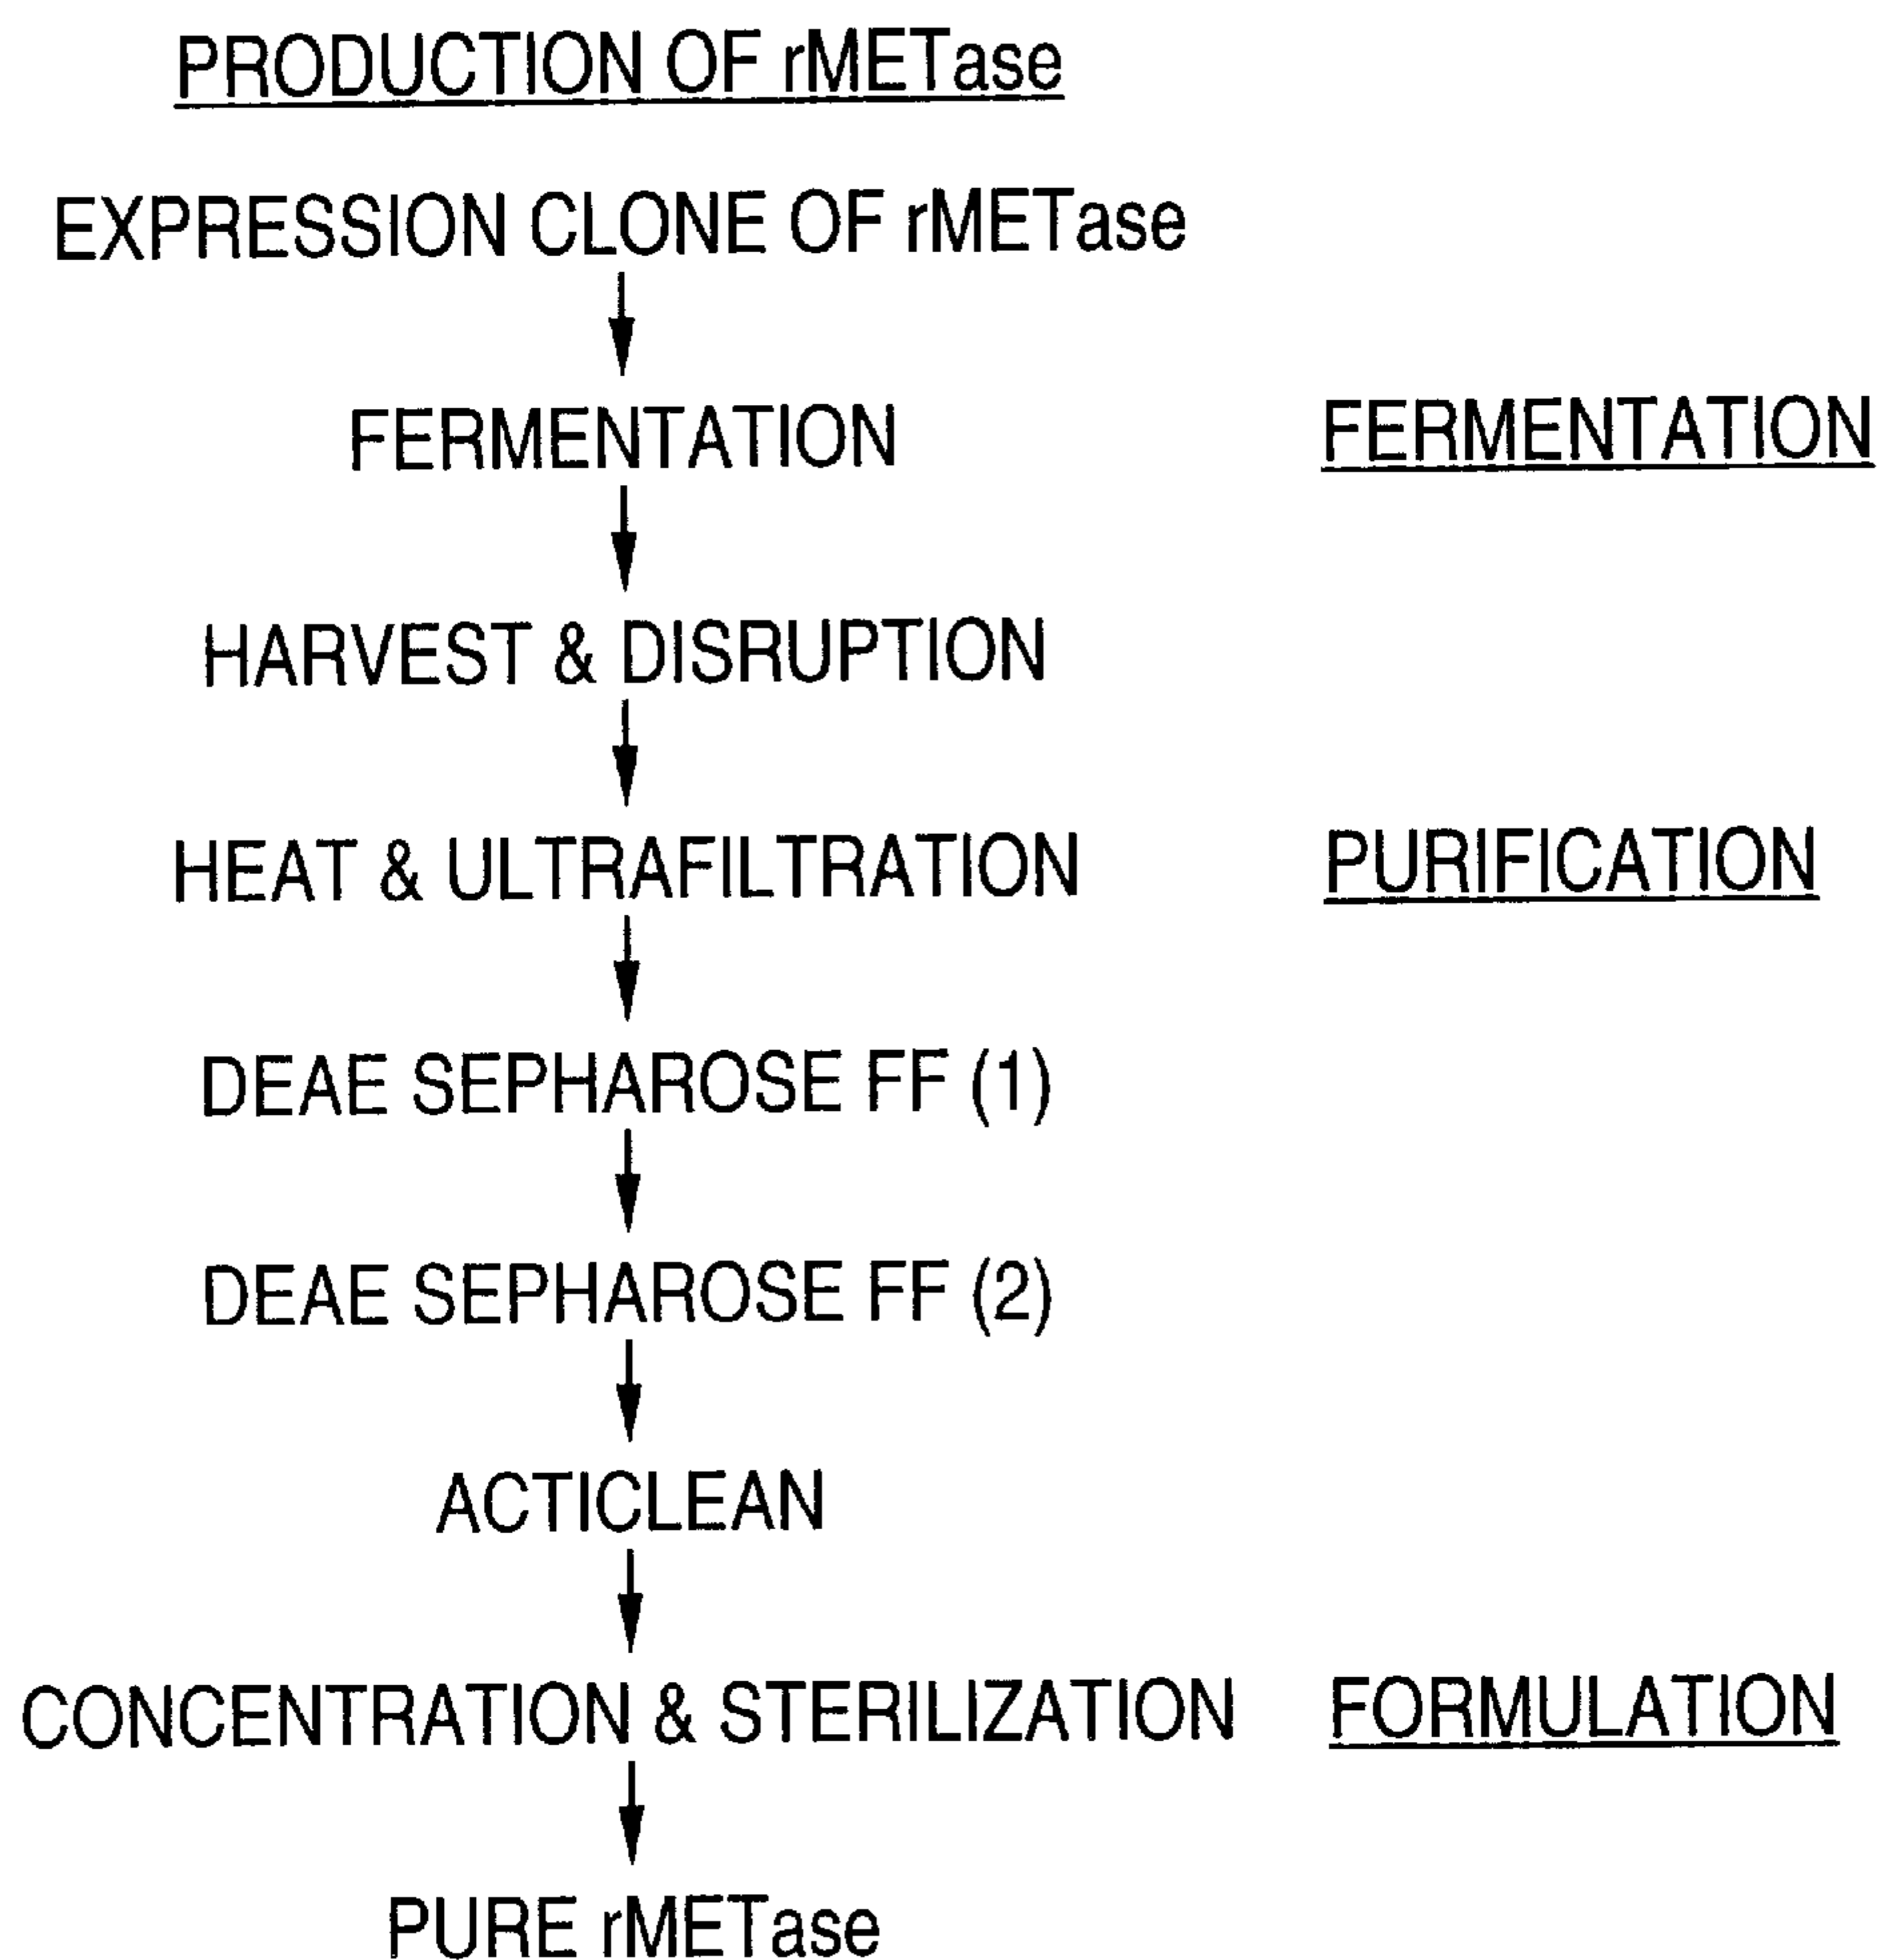 PRODUCTION OF rMETase
EXPRESSION CLONE OF rMETase
FERMENTATION FERMENTATION
HARVEST & DISRUPTION
HEAT & ULTRAFILTRATION PURIFICATION
DEAE SEPHAROSE FF (1)
DEAE SEPHAROSE FF (2)
ACTICLEAN
CONCENTRATION & STERILIZATION FORMULATION
PURE rMETase